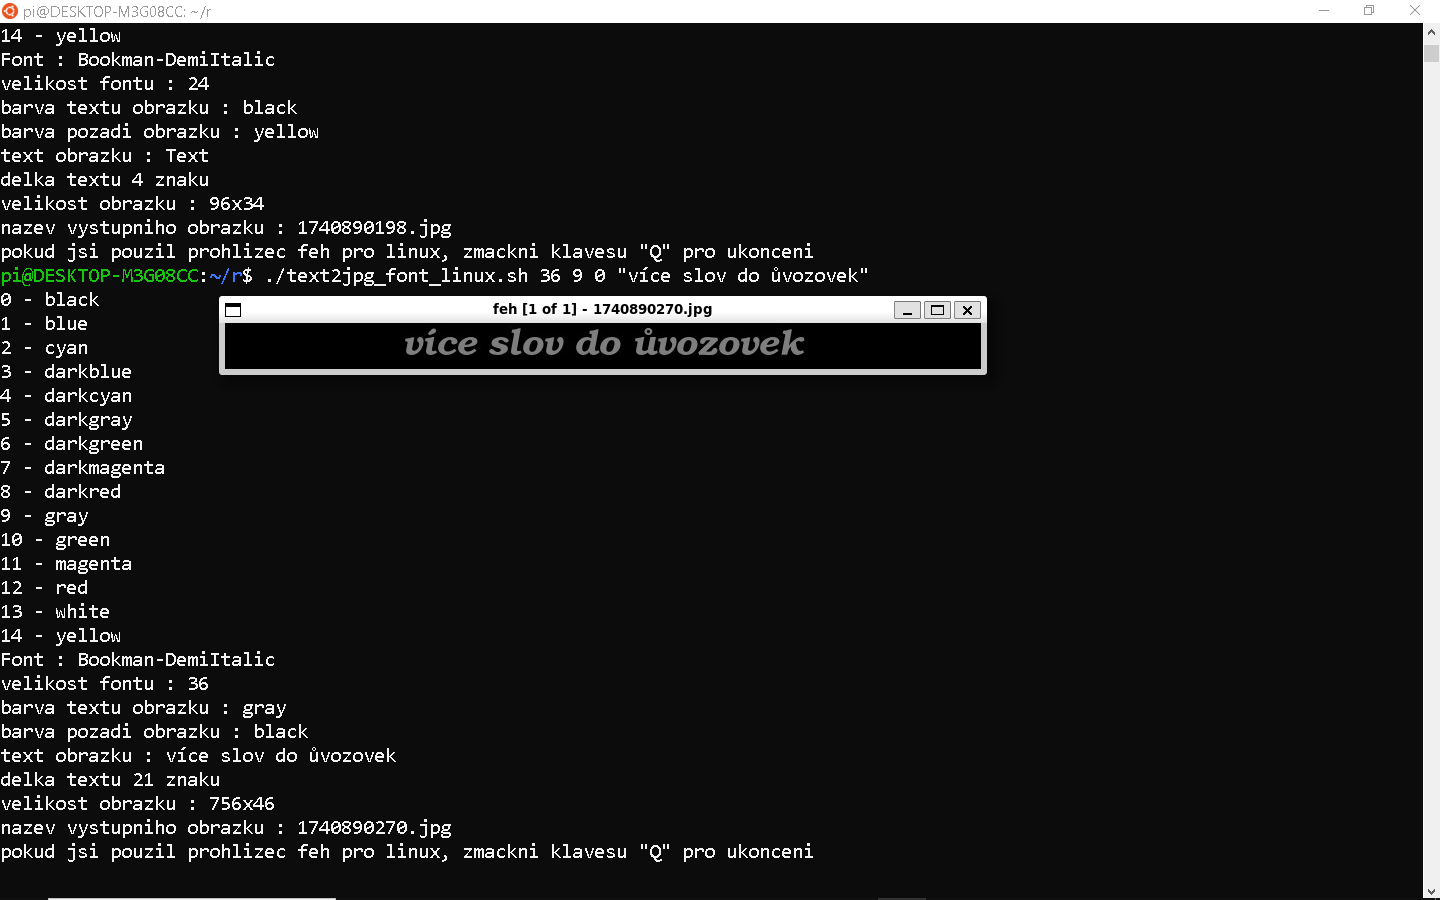 pi@DESKTOP-M3G08CC: ~/r
14 - yellow
Font : Bookman-DemiItalic
velikost fontu : 24
barva textu obrazku : black
barva pozadi obrazku : yellow
text obrazku : Text
delka textu 4 znaku
velikost obrazku : 96x34
nazev vystupniho obrazku : 1740890198.jpg
pokud jsi pouzil prohlizec feh pro linux, zmackni klavesu "Q" pro ukonceni
pi@DESKTOP-M3G08CC:~/r$ ./text2jpg_font_linux.sh 36 9 0 "více slov do ůvozovek"
0 - black
1 - blue
2 - cyan
3 - darkblue
4 - darkcyan
5 - darkgray
6 - darkgreen
7 - darkmagenta
8 - darkred
9 - gray
10 - green
11 - magenta
12 - red
13 - white
14 - yellow
Font : Bookman-DemiItalic
velikost fontu : 36
barva textu obrazku : gray
barva pozadi obrazku : black
text obrazku : více slov do ůvozovek
delka textu 21 znaku
velikost obrazku : 756x46
nazev vystupniho obrazku : 1740890270.jpg
pokud jsi pouzil prohlizec feh pro linux, zmackni klavesu "Q" pro ukonceni
feh [1 of 1] - 1740890270.jpg
více slov do ůvozovek